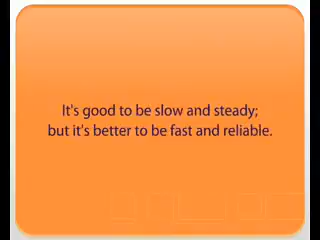 It's good to be slow and steady;
but it's better to be fast and reliable.